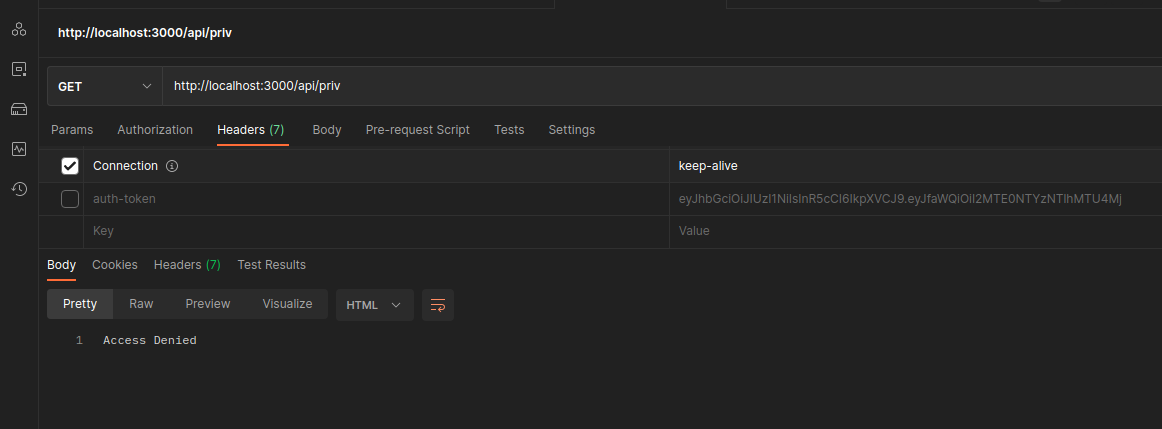 http://localhost:3000/api/priv
GET http://localhost:3000/api/priv
Params Authorization Headers (7) Body Pre-request Script Tests Settings
Connection keep-alive
auth-token eyJhbGciOiJIUzI1NiIsInR5cCI6IkpXVCJ9.eyJfaWQiOiI2MTE0NTYzNTlhMTU4Mj
Key Value
Body Cookies Headers (7) Test Results
Pretty Raw Preview Visualize HTML
1 Access Denied